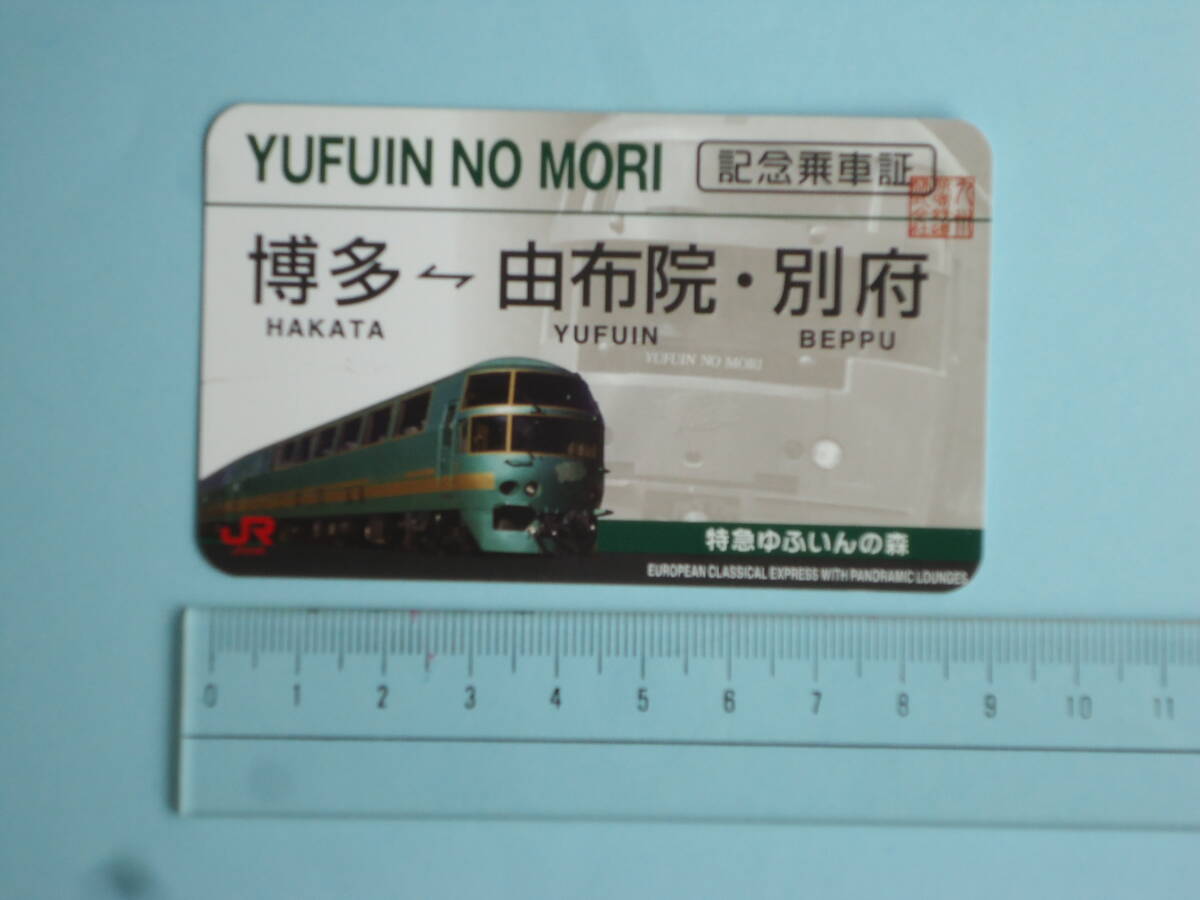 YUFUIN NO MORI 記念乗車証
博多 ⇋ 由布院・別府
HAKATA YUFUIN BEPPU
YUFUIN NO MORI
JR
特急ゆふいんの森
EUROPEAN CLASSICAL EXPRESS WITH PANORAMIC LOUNGES
0 1 2 3 4 5 6 7 8 9 10 11